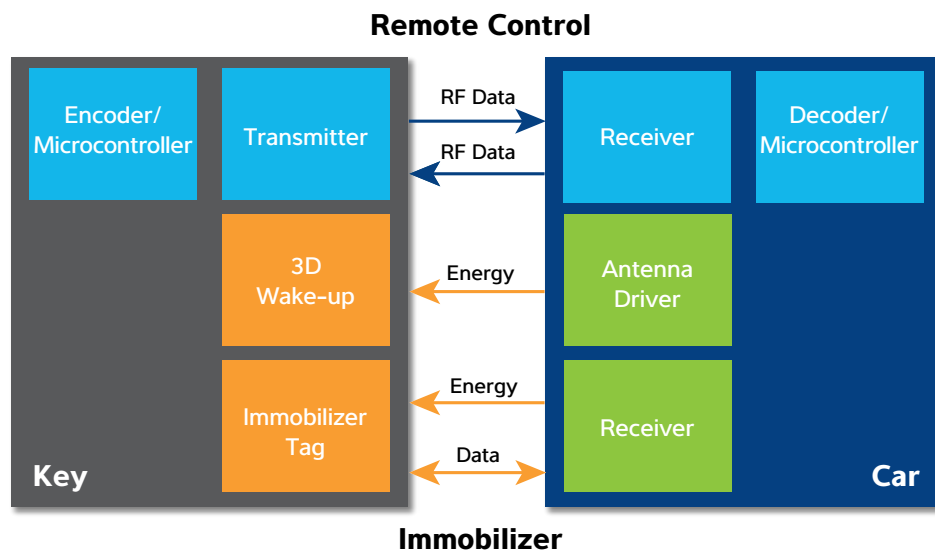 Remote Control
Encoder/
Microcontroller
Transmitter
RF Data
RF Data
Receiver
Decoder/
Microcontroller
3D
Wake-up
Energy
Antenna
Driver
Immobilizer
Tag
Energy
Data
Receiver
Key
Car
Immobilizer